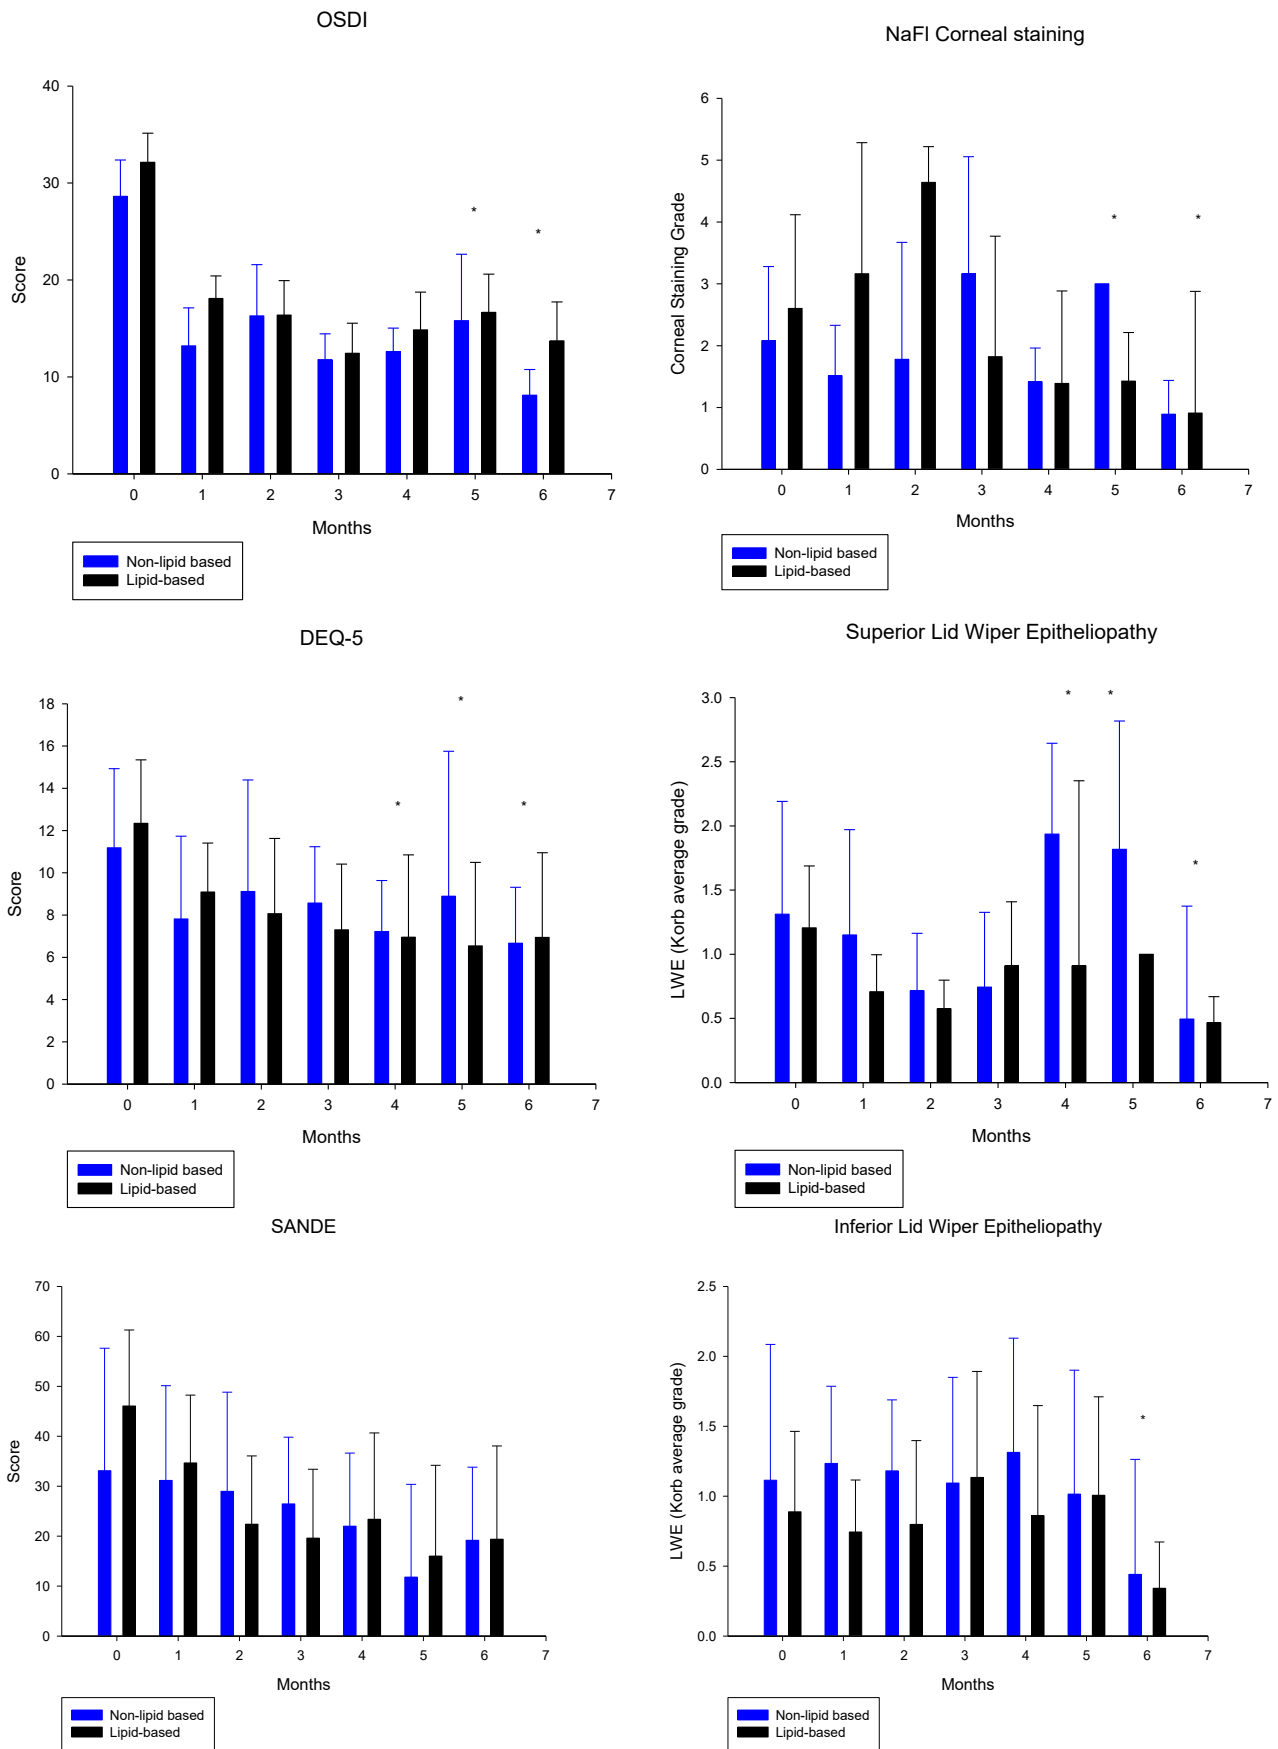 OSDI
40
30
20
10
0
Score
*
*
0 1 2 3 4 5 6 7
Months
Non-lipid based
Lipid-based
NaFl Corneal staining
6
5
4
3
2
1
0
Corneal Staining Grade
* *
0 1 2 3 4 5 6 7
Months
Non-lipid based
Lipid-based
DEQ-5
18
16
14
12
10
8
6
4
2
0
Score
*
* *
0 1 2 3 4 5 6 7
Months
Non-lipid based
Lipid-based
Superior Lid Wiper Epitheliopathy
3.0
2.5
2.0
1.5
1.0
0.5
0.0
LWE (Korb average grade)
* *
*
0 1 2 3 4 5 6 7
Months
Non-lipid based
Lipid-based
SANDE
70
60
50
40
30
20
10
0
Score
0 1 2 3 4 5 6 7
Months
Non-lipid based
Lipid-based
Inferior Lid Wiper Epitheliopathy
2.5
2.0
1.5
1.0
0.5
0.0
LWE (Korb average grade)
*
0 1 2 3 4 5 6 7
Months
Non-lipid based
Lipid-based